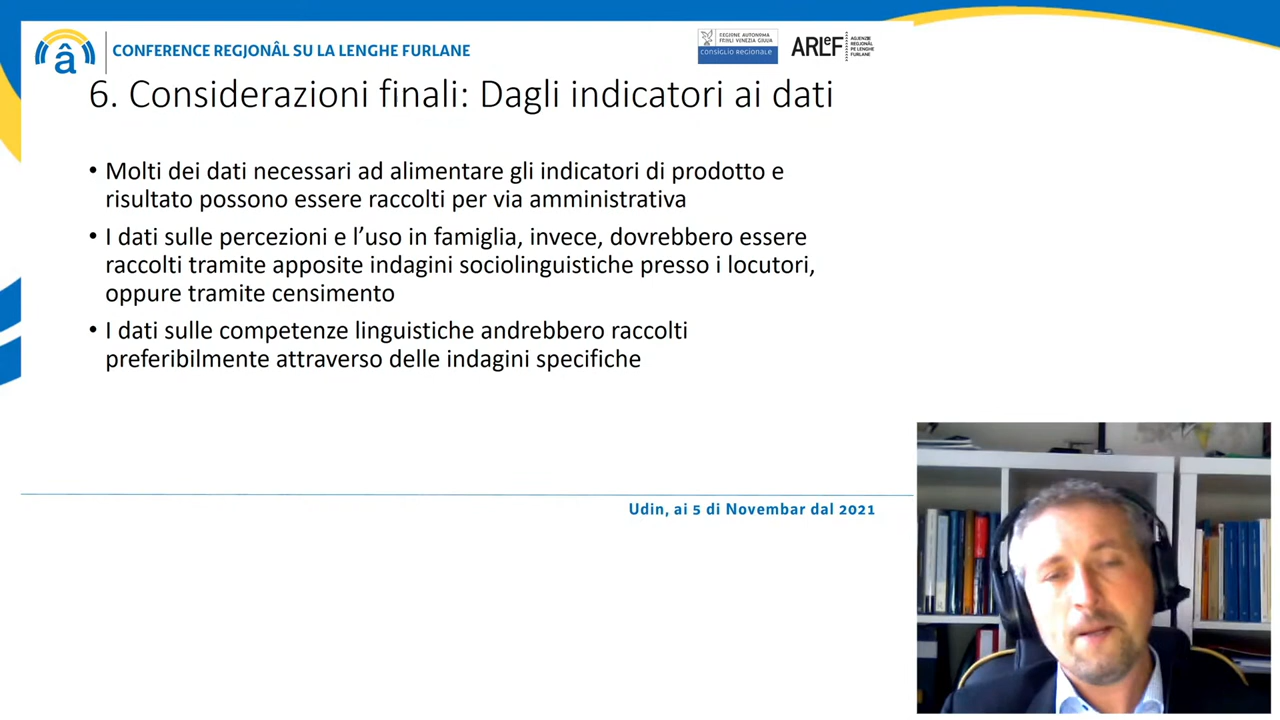 CONFERENCE REGJONÂL SU LA LENGHE FURLANE
REGIONE AUTONOMA
FRIULI VENEZIA GIULIA
CONSIGLIO REGIONALE
ARLeF
AGJENZIE
REGJONÂL
PE LENGHE
FURLANE
6. Considerazioni finali: Dagli indicatori ai dati
• Molti dei dati necessari ad alimentare gli indicatori di prodotto e
risultato possono essere raccolti per via amministrativa
• I dati sulle percezioni e l’uso in famiglia, invece, dovrebbero essere
raccolti tramite apposite indagini sociolinguistiche presso i locutori,
oppure tramite censimento
• I dati sulle competenze linguistiche andrebbero raccolti
preferibilmente attraverso delle indagini specifiche
Udin, ai 5 di Novembar dal 2021